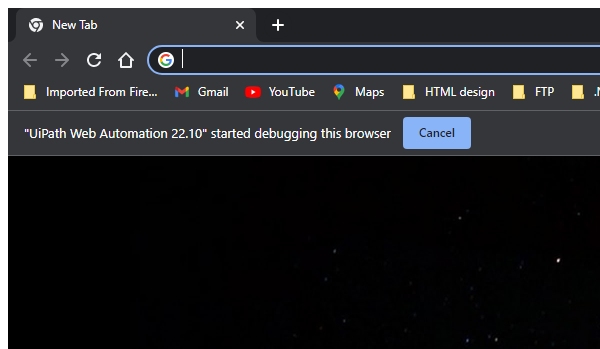 New Tab
Imported From Fire... Gmail YouTube Maps HTML design FTP
"UiPath Web Automation 22.10" started debugging this browser Cancel